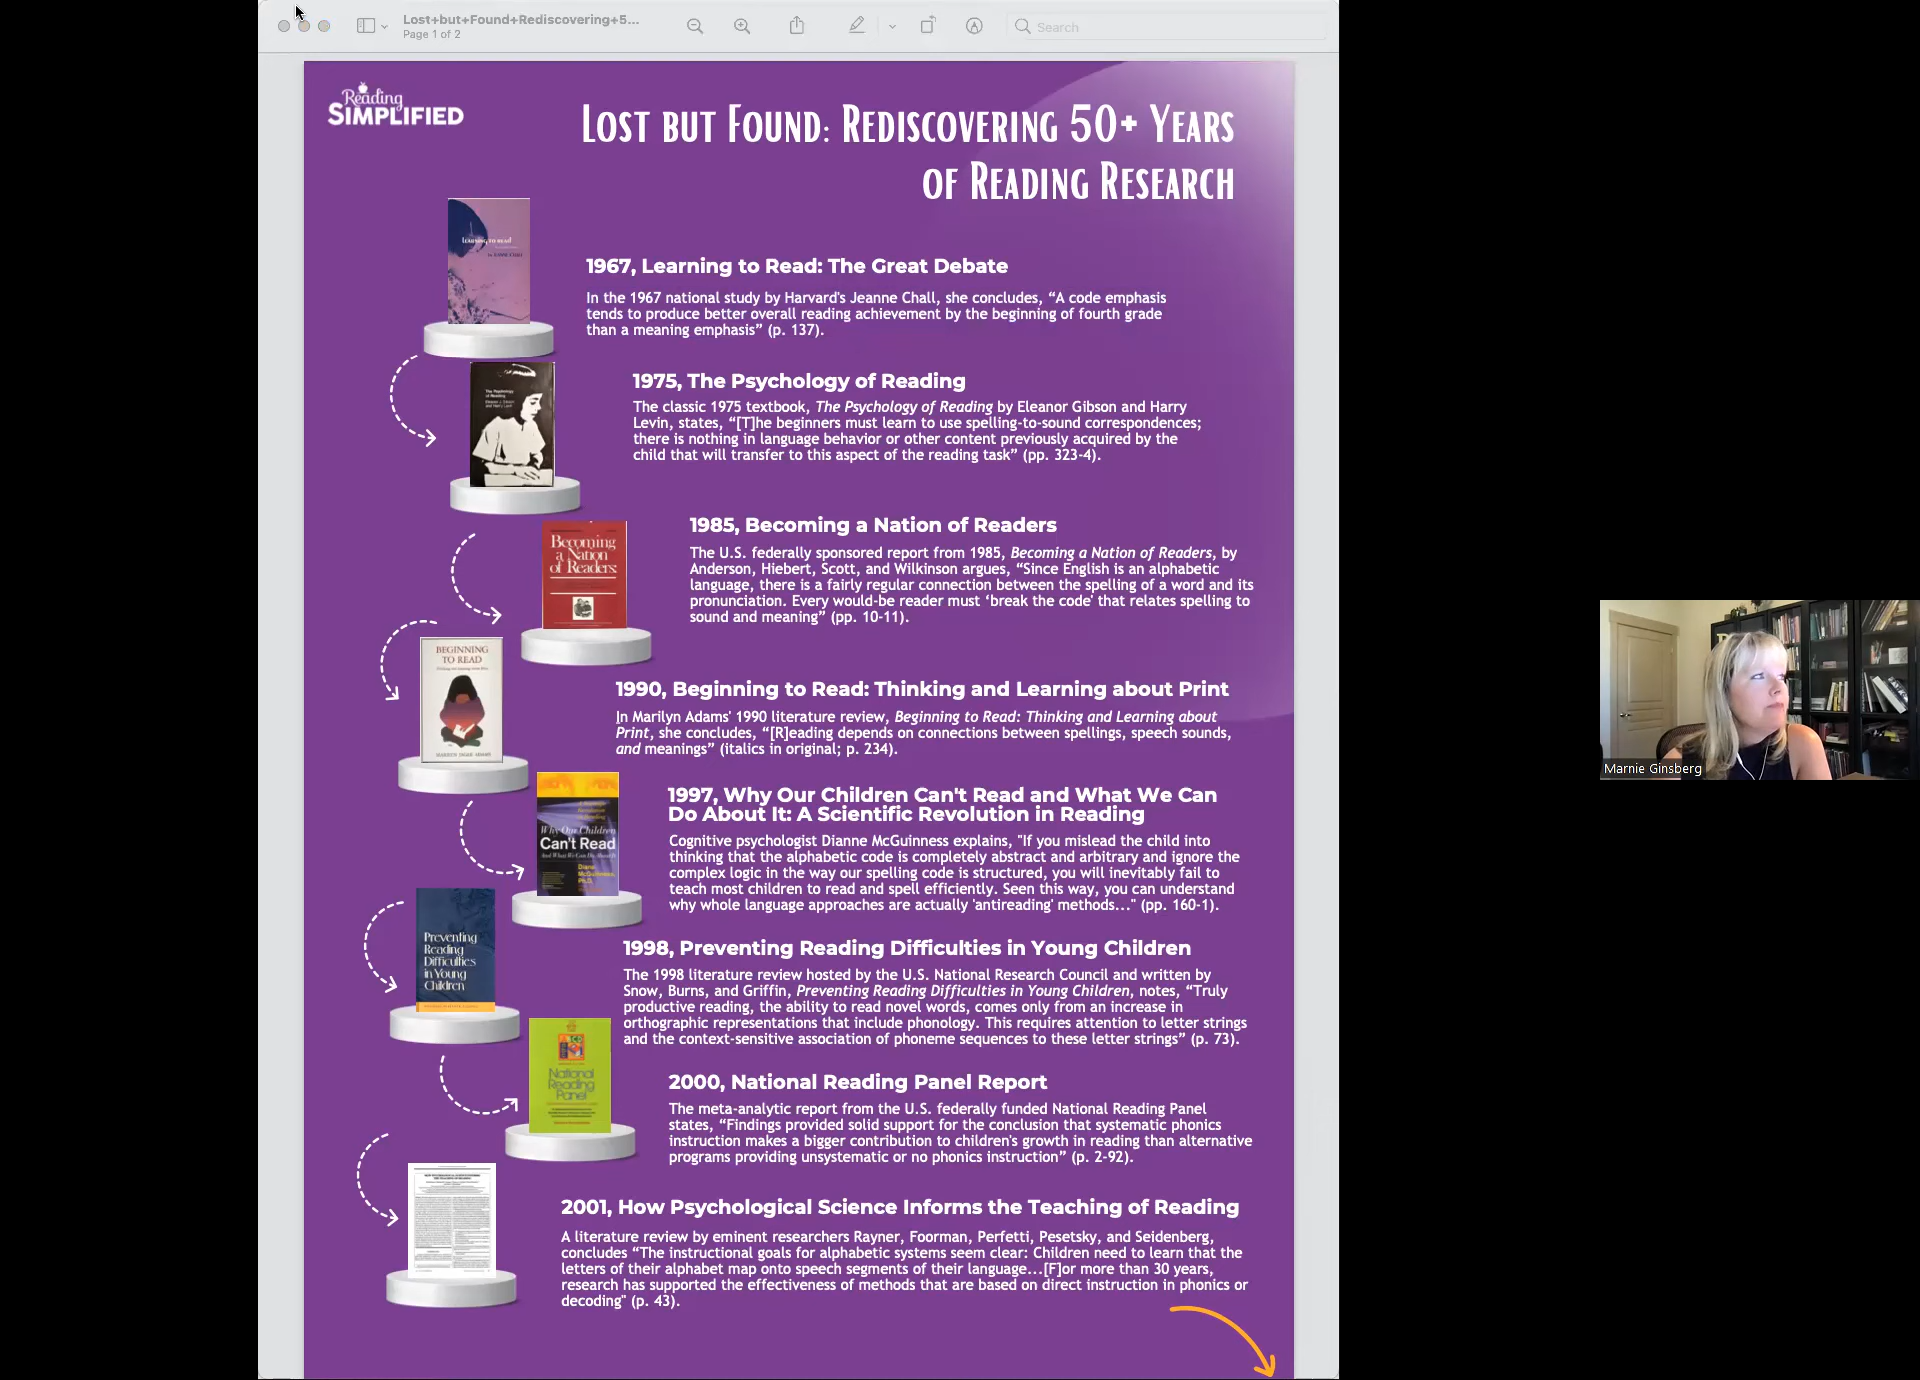 Lost+but+Found+Rediscovering+5...
Page 1 of 2
Search
Reading
SIMPLIFIED
LOST BUT FOUND: REDISCOVERING 50+ YEARS
OF READING RESEARCH
LEARNING TO READ
1967, Learning to Read: The Great Debate
In the 1967 national study by Harvard's Jeanne Chall, she concludes, “A code emphasis
tends to produce better overall reading achievement by the beginning of fourth grade
than a meaning emphasis” (p. 137).
The Psychology
of Reading
1975, The Psychology of Reading
The classic 1975 textbook, The Psychology of Reading by Eleanor Gibson and Harry
Levin, states, “[T]he beginners must learn to use spelling-to-sound correspondences;
there is nothing in language behavior or other content previously acquired by the
child that will transfer to this aspect of the reading task” (pp. 323-4).
Becoming
a Nation
of Readers
1985, Becoming a Nation of Readers
The U.S. federally sponsored report from 1985, Becoming a Nation of Readers, by
Anderson, Hiebert, Scott, and Wilkinson argues, “Since English is an alphabetic
language, there is a fairly regular connection between the spelling of a word and its
pronunciation. Every would-be reader must ‘break the code' that relates spelling to
sound and meaning” (pp. 10-11).
BEGINNING
TO READ
MARILYN JAGER ADAMS
1990, Beginning to Read: Thinking and Learning about Print
In Marilyn Adams' 1990 literature review, Beginning to Read: Thinking and Learning about
Print, she concludes, “[R]eading depends on connections between spellings, speech sounds,
and meanings” (italics in original; p. 234).
Why Our Children
Can't Read
And What We Can Do About It
Diane
McGuinness,
Ph.D.
1997, Why Our Children Can't Read and What We Can
Do About It: A Scientific Revolution in Reading
Cognitive psychologist Dianne McGuinness explains, "If you mislead the child into
thinking that the alphabetic code is completely abstract and arbitrary and ignore the
complex logic in the way our spelling code is structured, you will inevitably fail to
teach most children to read and spell efficiently. Seen this way, you can understand
why whole language approaches are actually 'antireading' methods..." (pp. 160-1).
Preventing
Reading
Difficulties
in Young
Children
1998, Preventing Reading Difficulties in Young Children
The 1998 literature review hosted by the U.S. National Research Council and written by
Snow, Burns, and Griffin, Preventing Reading Difficulties in Young Children, notes, “Truly
productive reading, the ability to read novel words, comes only from an increase in
orthographic representations that include phonology. This requires attention to letter strings
and the context-sensitive association of phoneme sequences to these letter strings” (p. 73).
National
Reading
Panel
2000, National Reading Panel Report
The meta-analytic report from the U.S. federally funded National Reading Panel
states, “Findings provided solid support for the conclusion that systematic phonics
instruction makes a bigger contribution to children's growth in reading than alternative
programs providing unsystematic or no phonics instruction” (p. 2-92).
2001, How Psychological Science Informs the Teaching of Reading
A literature review by eminent researchers Rayner, Foorman, Perfetti, Pesetsky, and Seidenberg,
concludes “The instructional goals for alphabetic systems seem clear: Children need to learn that the
letters of their alphabet map onto speech segments of their language...[F]or more than 30 years,
research has supported the effectiveness of methods that are based on direct instruction in phonics or
decoding" (p. 43).
Marnie Ginsberg